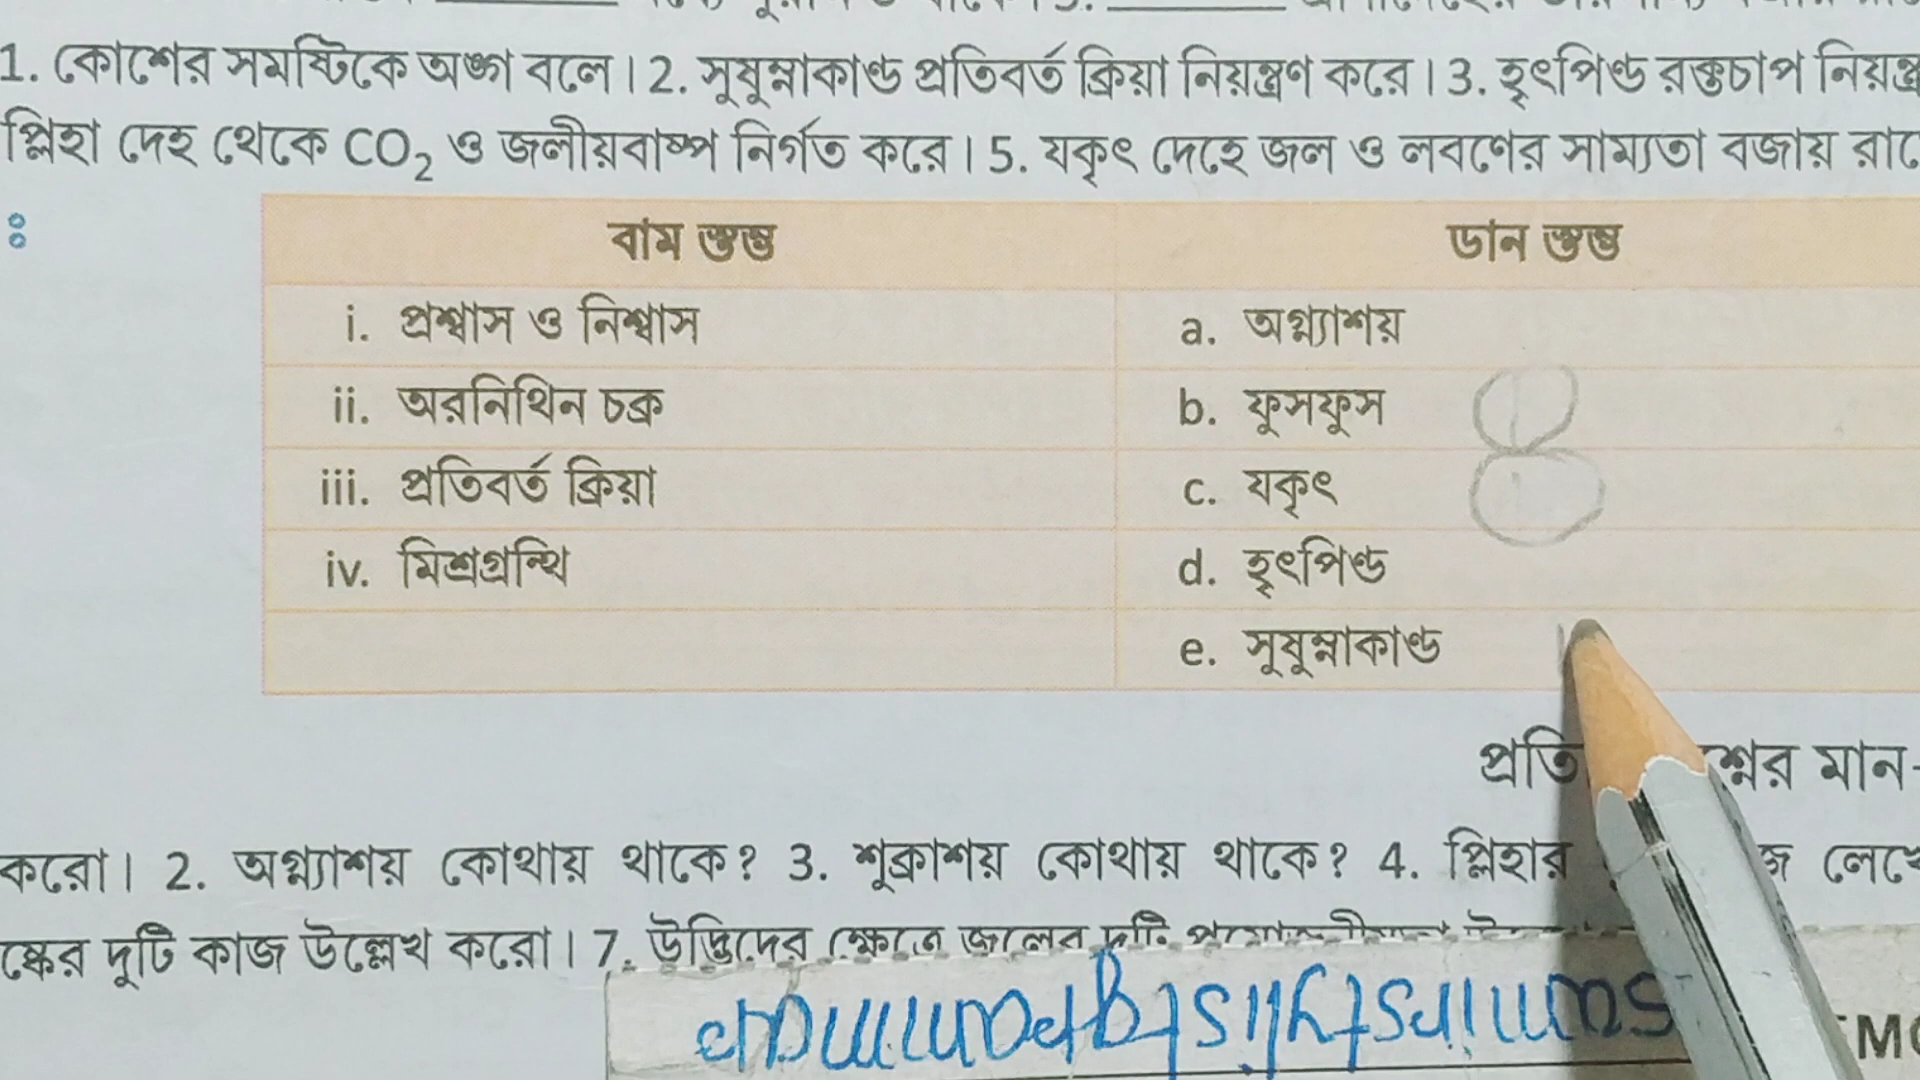 1. কোশের সমষ্টিকে অঙ্গ বলে। 2. সুষুম্নাকাণ্ড প্রতিবর্ত ক্রিয়া নিয়ন্ত্রণ করে। 3. হৃৎপিণ্ড রক্তচাপ
প্লিহা দেহ থেকে CO₂ ও জলীয়বাষ্প নির্গত করে। 5. যকৃৎ দেহে জল ও লবণের সাম্যতা বজায়
বাম স্তম্ভ ডান স্তম্ভ
i. প্রশ্বাস ও নিশ্বাস a. অগ্ন্যাশয়
ii. অরনিথিন চক্র b. ফুসফুস
iii. প্রতিবর্ত ক্রিয়া c. যকৃৎ
iv. মিশ্রগ্রন্থি d. হৃৎপিণ্ড
e. সুষুম্নাকাণ্ড
মান
করো। 2. অগ্ন্যাশয় কোথায় থাকে? 3. শুক্রাশয় কোথায় থাকে? 4. প্লিহার
দুটি কাজ উল্লেখ করো। 7. উদ্ভিদের ক্ষেত্রে জলের দুটি